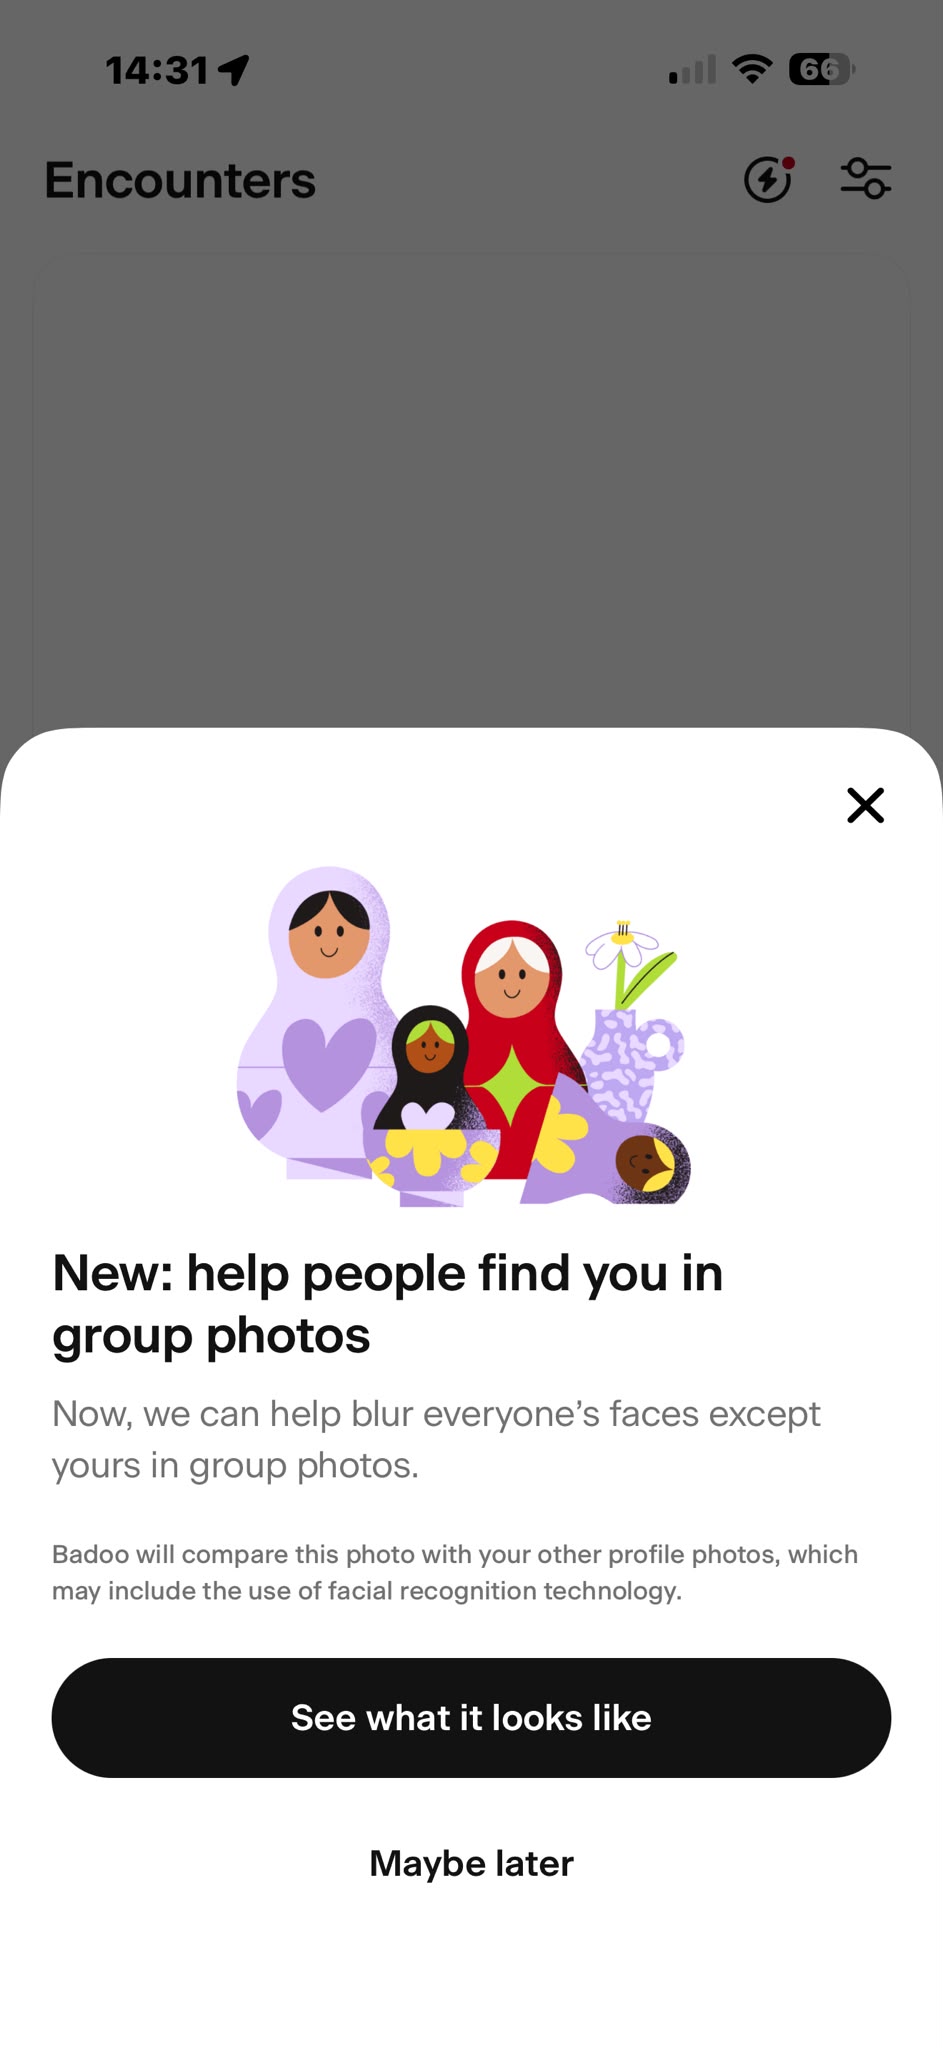 14:31
66
Encounters
New: help people find you in
group photos
Now, we can help blur everyone’s faces except
yours in group photos.
Badoo will compare this photo with your other profile photos, which
may include the use of facial recognition technology.
See what it looks like
Maybe later